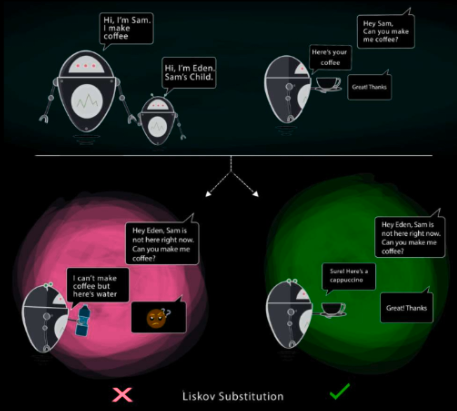 Hi, I'm Sam.
I make
coffee
Hi, I'm Eden,
Sam's Child.
Hey Sam,
Can you make
me coffee?
Here's your
coffee
Great! Thanks
Hey Eden, Sam is
not here right now.
Can you make me
coffee?
I can't make
coffee but
here's water
Hey Eden, Sam is
not here right now.
Can you make me
coffee?
Sure! Here's a
cappuccino
Great! Thanks
Liskov Substitution